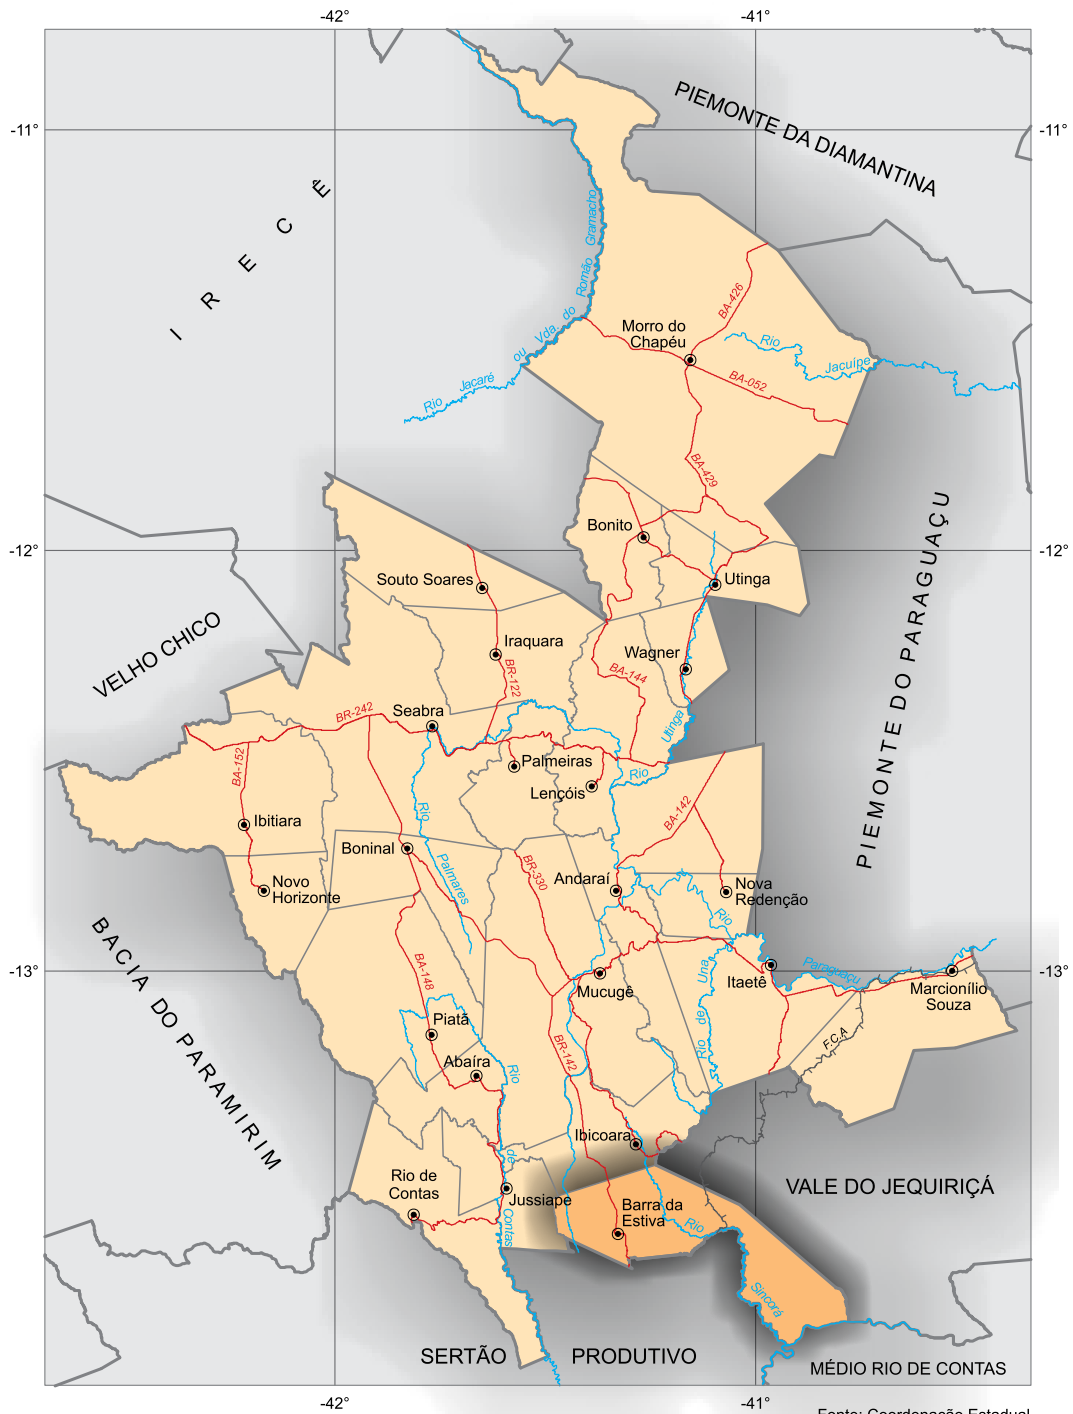 -42°
-41°
-11°
-11°
PIEMONTE DA DIAMANTINA
I R E C Ê
Rio Jacaré ou Vda. do Romão Gramacho
BA-426
Morro do
Chapéu
Rio Jacuípe
BA-052
BA-429
Bonito
-12°
-12°
Souto Soares
Utinga
VELHO CHICO
PIEMONTE DO PARAGUAÇU
Iraquara
Wagner
BR-122
BA-144
Seabra
BR-242
Rio Utinga
BA-152
Palmeiras
Lençóis
BA-142
Ibitiara
Rio Palmares
Boninal
BR-330
Andaraí
Novo
Horizonte
Nova
Redenção
Rio Paraguaçu
BACIA DO PARAMIRIM
BA-148
-13°
-13°
Mucugê
Itaetê
Marcionílio
Souza
Rio de Una
F.C.A
Piatã
Abaíra
BR-142
Rio de Contas
Ibicoara
Rio de
Contas
Jussiape
VALE DO JEQUIRIÇÁ
Barra da
Estiva
Rio Sincorá
SERTÃO PRODUTIVO
MÉDIO RIO DE CONTAS
-42°
-41°
Fonte: Coordenação Estadual